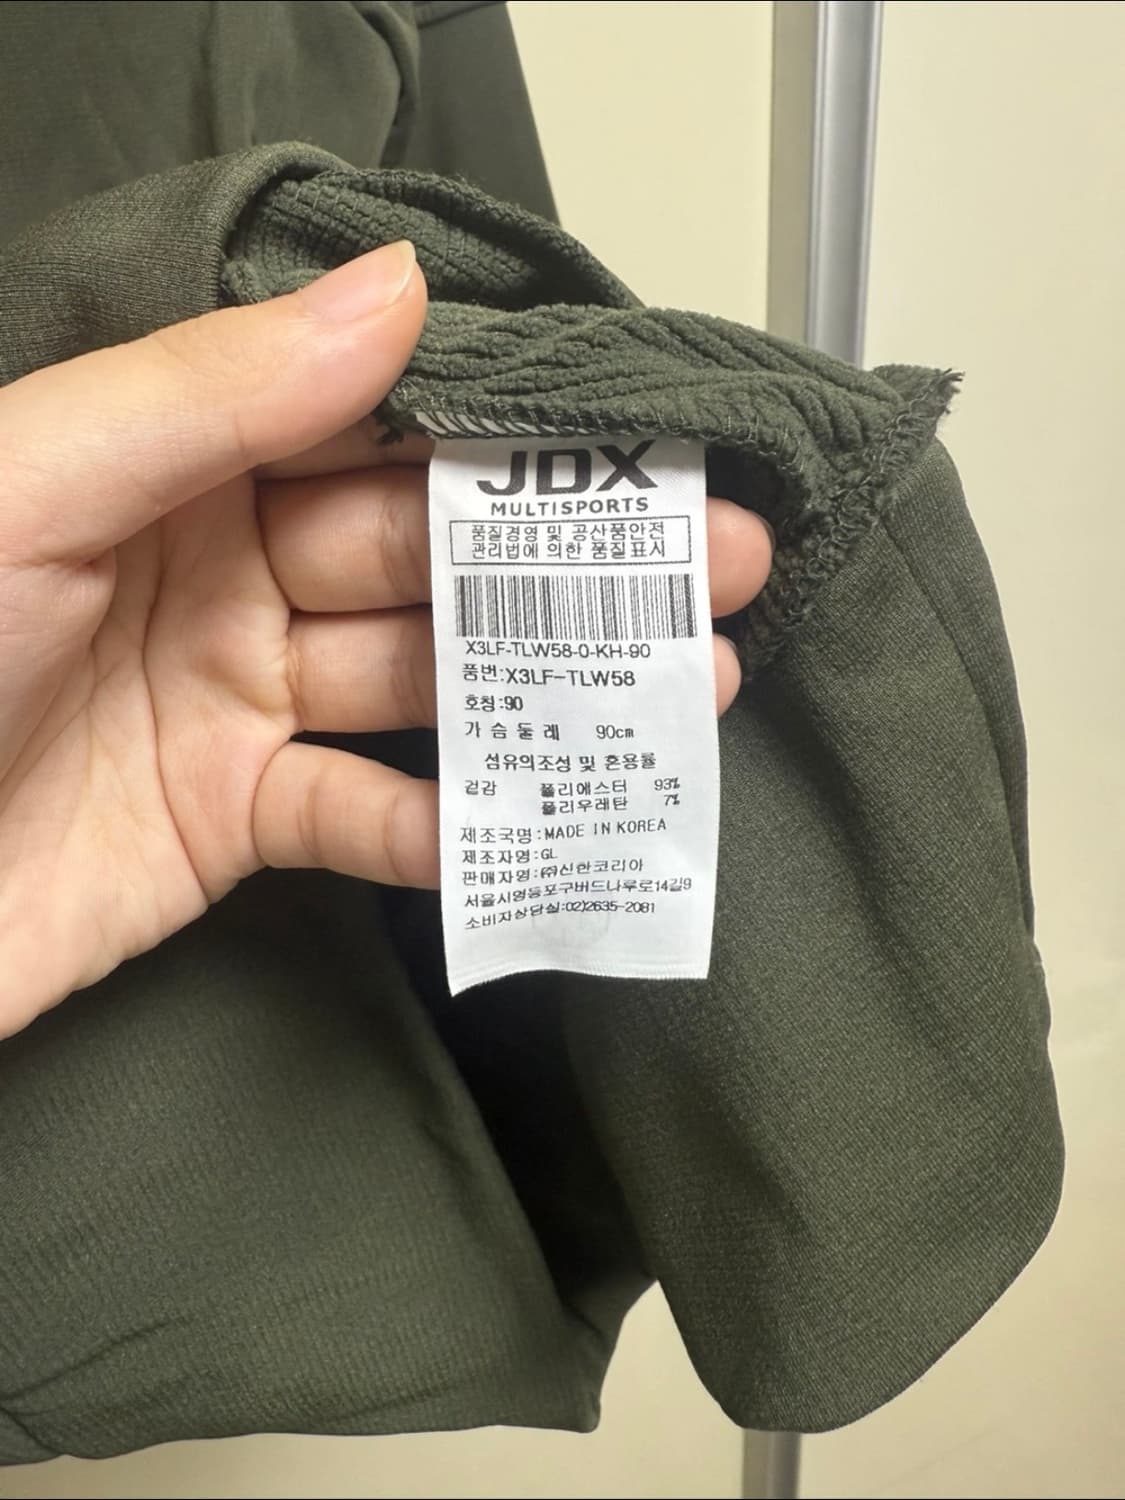 JDX
MULTISPORTS
품질경영 및 공산품안전
관리법에 의한 품질표시
X3LF-TLW58-0-KH-90
품번:X3LF-TLW58
호칭:90
가슴둘레 90cm
섬유의조성 및 혼용률
겉감 폴리에스터 93%
폴리우레탄 7%
제조국명:MADE IN KOREA
제조자명:GL
판매자명:㈜신한코리아
서울시영등포구버드나루로14길9
소비자상담실:02)2635-2081